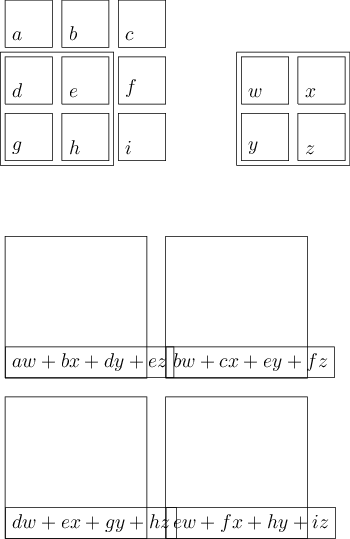 a b c
d e f w x
g h i y z
aw + bx + dy + ez bw + cx + ey + fz
dw + ex + gy + hz ew + fx + hy + iz